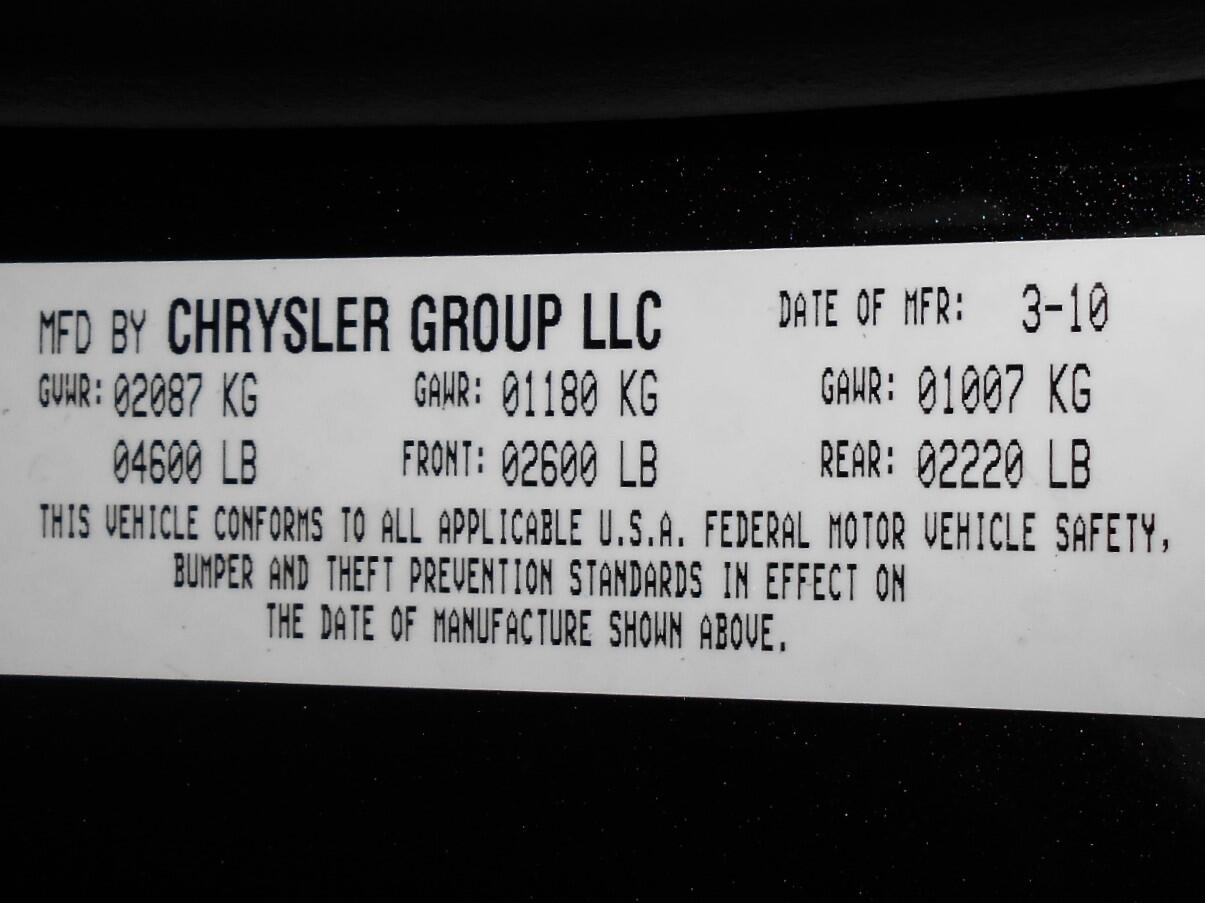 MFD BY CHRYSLER GROUP LLC DATE OF MFR: 3-10
GVWR: 02087 KG GAWR: 01180 KG GAWR: 01007 KG
04600 LB FRONT: 02600 LB REAR: 02220 LB
THIS VEHICLE CONFORMS TO ALL APPLICABLE U.S.A. FEDERAL MOTOR VEHICLE SAFETY,
BUMPER AND THEFT PREVENTION STANDARDS IN EFFECT ON
THE DATE OF MANUFACTURE SHOWN ABOVE.